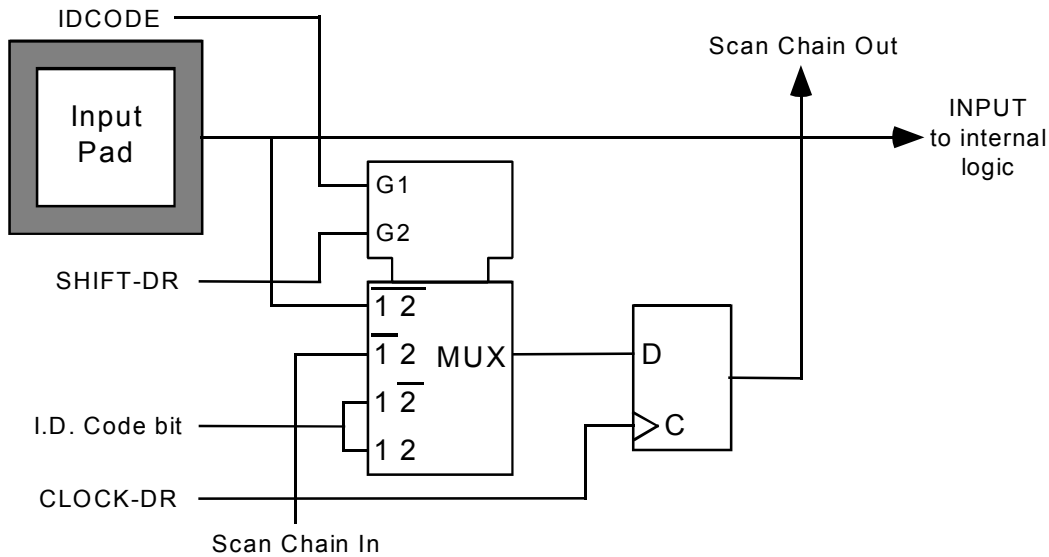 IDCODE
Scan Chain Out
Input
Pad
INPUT
to internal
logic
G1
G2
SHIFT-DR
1̅ 2̅
1̅ 2
MUX
D
1 2̅
I.D. Code bit
C
1 2
CLOCK-DR
Scan Chain In